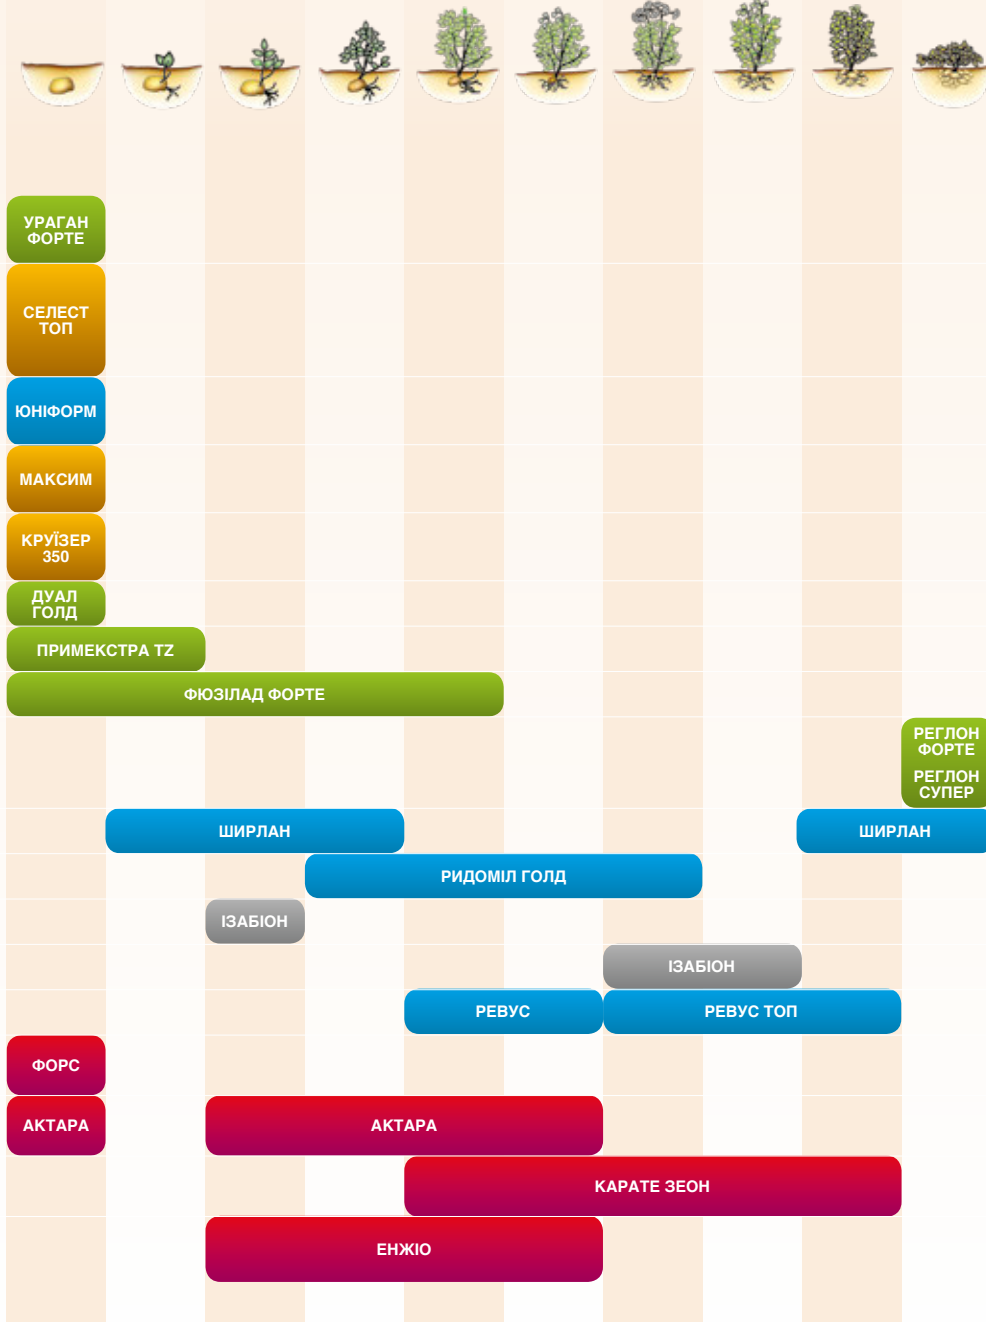 УРАГАН
ФОРТЕ
СЕЛЕСТ
ТОП
ЮНІФОРМ
МАКСИМ
КРУЇЗЕР
350
ДУАЛ
ГОЛД
ПРИМЕКСТРА TZ
ФЮЗІЛАД ФОРТЕ
РЕГЛОН
ФОРТЕ
РЕГЛОН
СУПЕР
ШИРЛАН
ШИРЛАН
РИДОМІЛ ГОЛД
ІЗАБІОН
ІЗАБІОН
РЕВУС
РЕВУС ТОП
ФОРС
АКТАРА
АКТАРА
КАРАТЕ ЗЕОН
ЕНЖІО